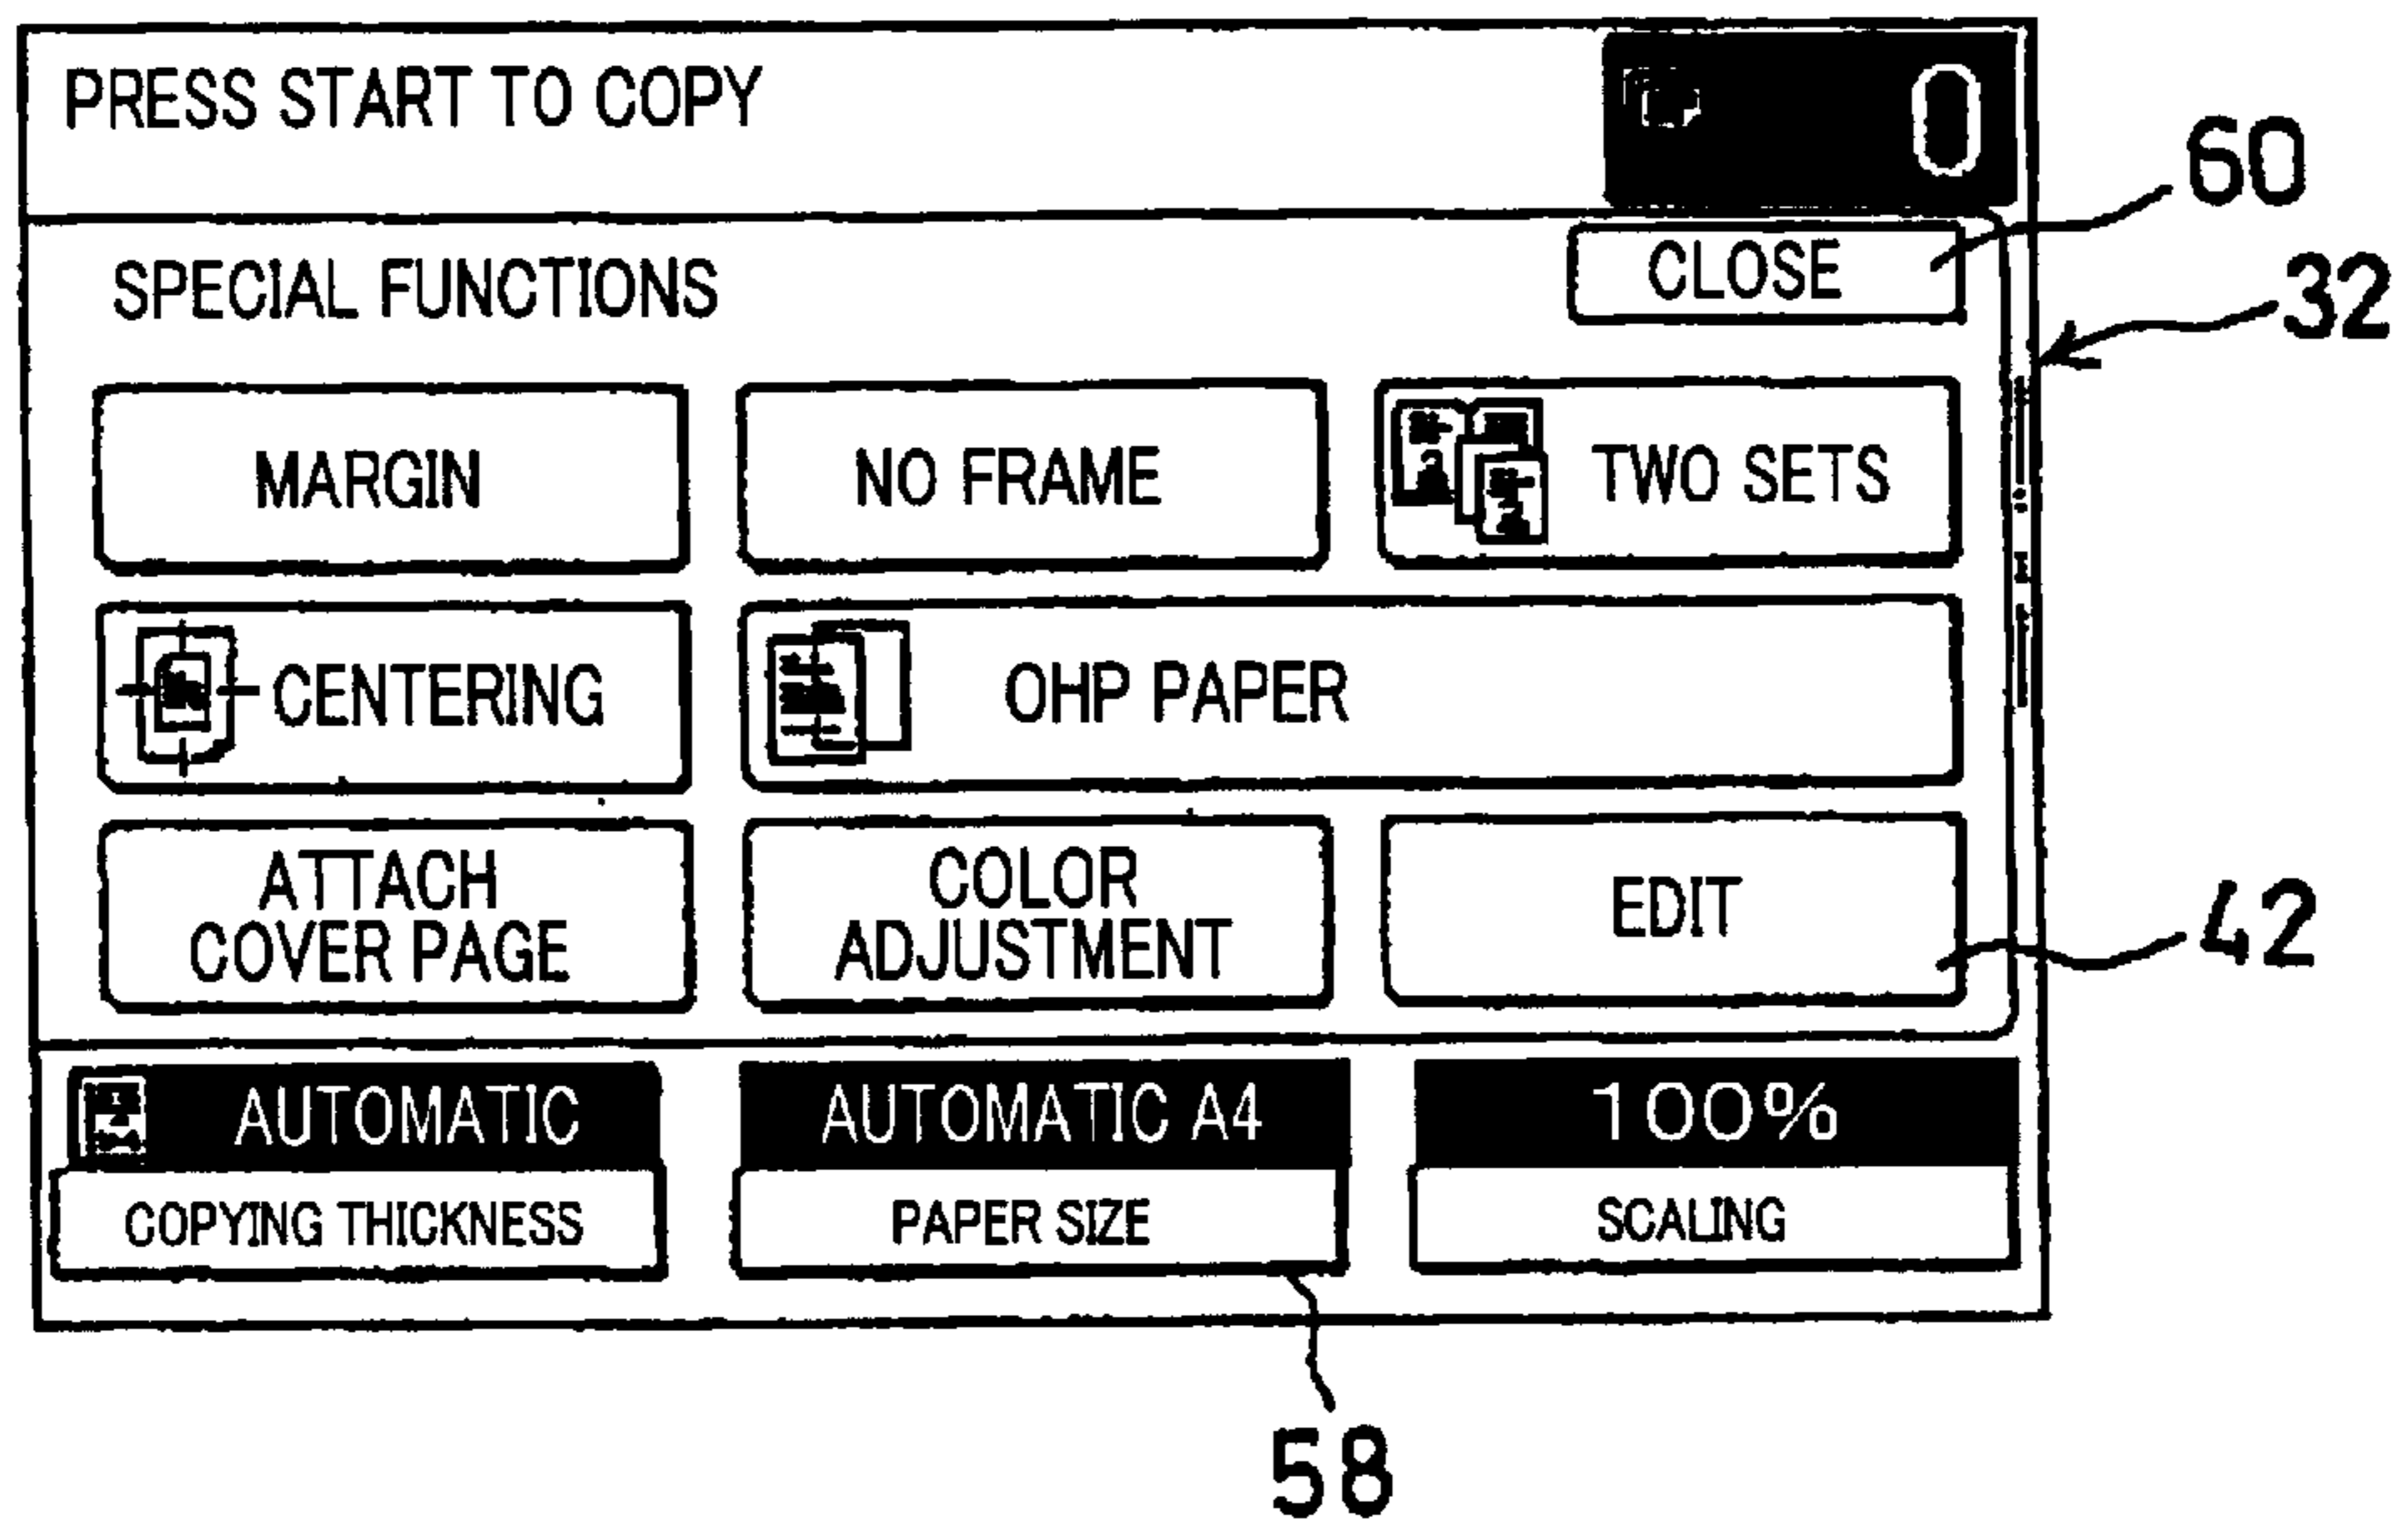 PRESS START TO COPY
0
60
SPECIAL FUNCTIONS
CLOSE
32
MARGIN
NO FRAME
TWO SETS
CENTERING
OHP PAPER
ATTACH
COVER PAGE
COLOR
ADJUSTMENT
EDIT
42
AUTOMATIC
AUTOMATIC A4
100%
COPYING THICKNESS
PAPER SIZE
SCALING
58